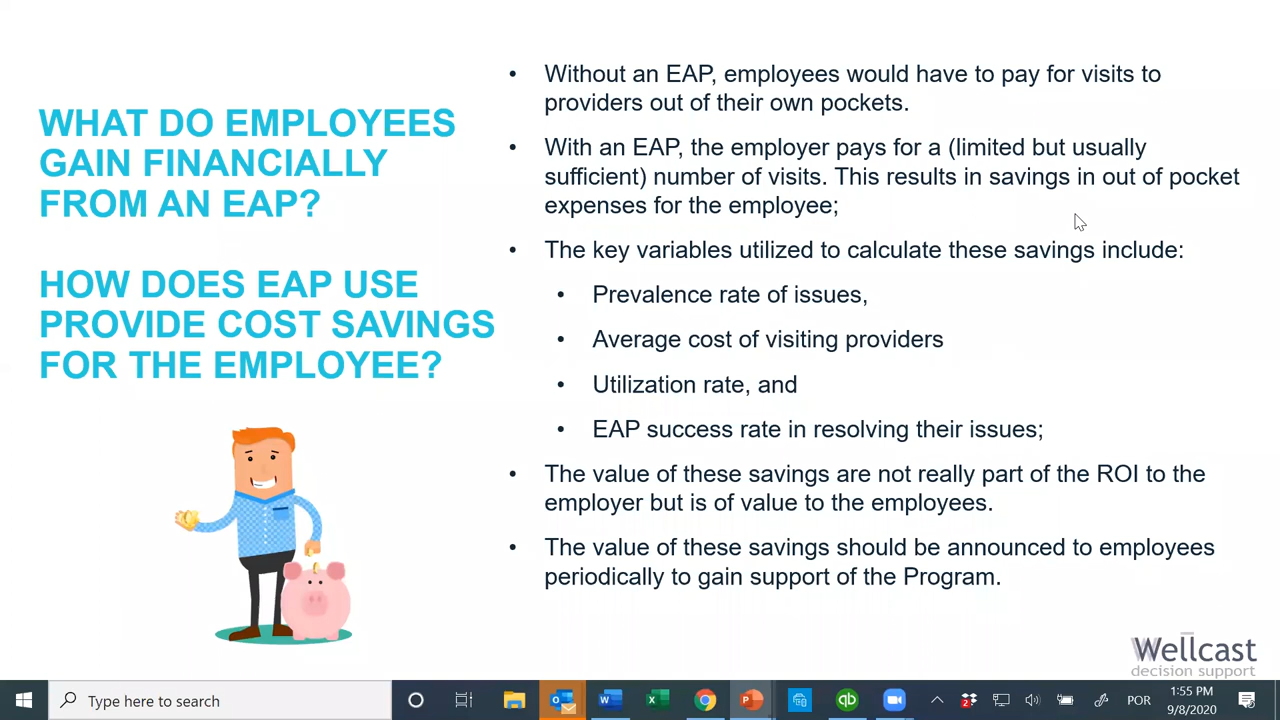 WHAT DO EMPLOYEES
GAIN FINANCIALLY
FROM AN EAP?
HOW DOES EAP USE
PROVIDE COST SAVINGS
FOR THE EMPLOYEE?
• Without an EAP, employees would have to pay for visits to
providers out of their own pockets.
• With an EAP, the employer pays for a (limited but usually
sufficient) number of visits. This results in savings in out of pocket
expenses for the employee;
• The key variables utilized to calculate these savings include:
• Prevalence rate of issues,
• Average cost of visiting providers
• Utilization rate, and
• EAP success rate in resolving their issues;
• The value of these savings are not really part of the ROI to the
employer but is of value to the employees.
• The value of these savings should be announced to employees
periodically to gain support of the Program.
Wellcast
decision support
Type here to search
2
POR
1:55 PM
9/8/2020